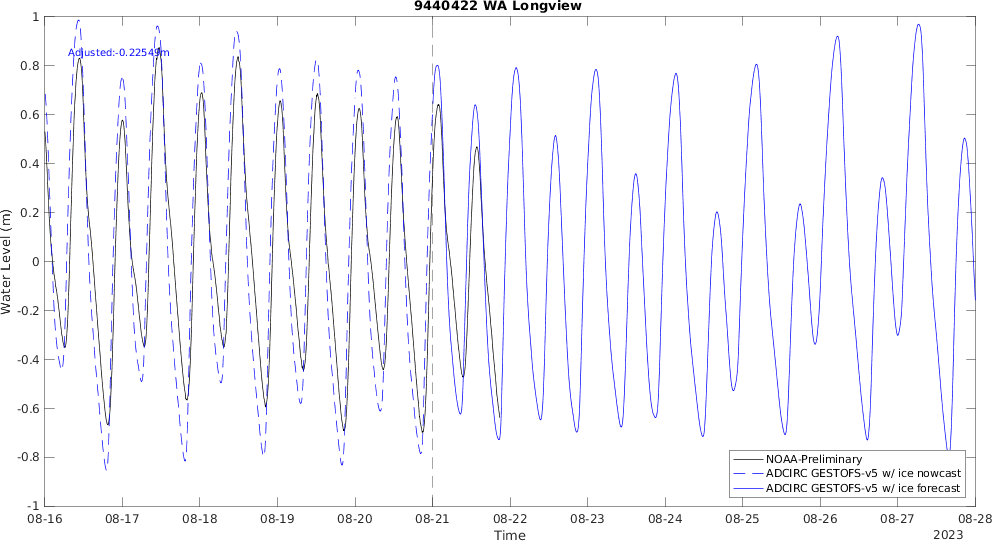 9440422 WA Longview
Adjusted:-0.22549m
Water Level (m)
1
0.8
0.6
0.4
0.2
0
-0.2
-0.4
-0.6
-0.8
-1
NOAA-Preliminary
ADCIRC GESTOFS-v5 w/ ice nowcast
ADCIRC GESTOFS-v5 w/ ice forecast
08-16 08-17 08-18 08-19 08-20 08-21 08-22 08-23 08-24 08-25 08-26 08-27 08-28
Time
2023